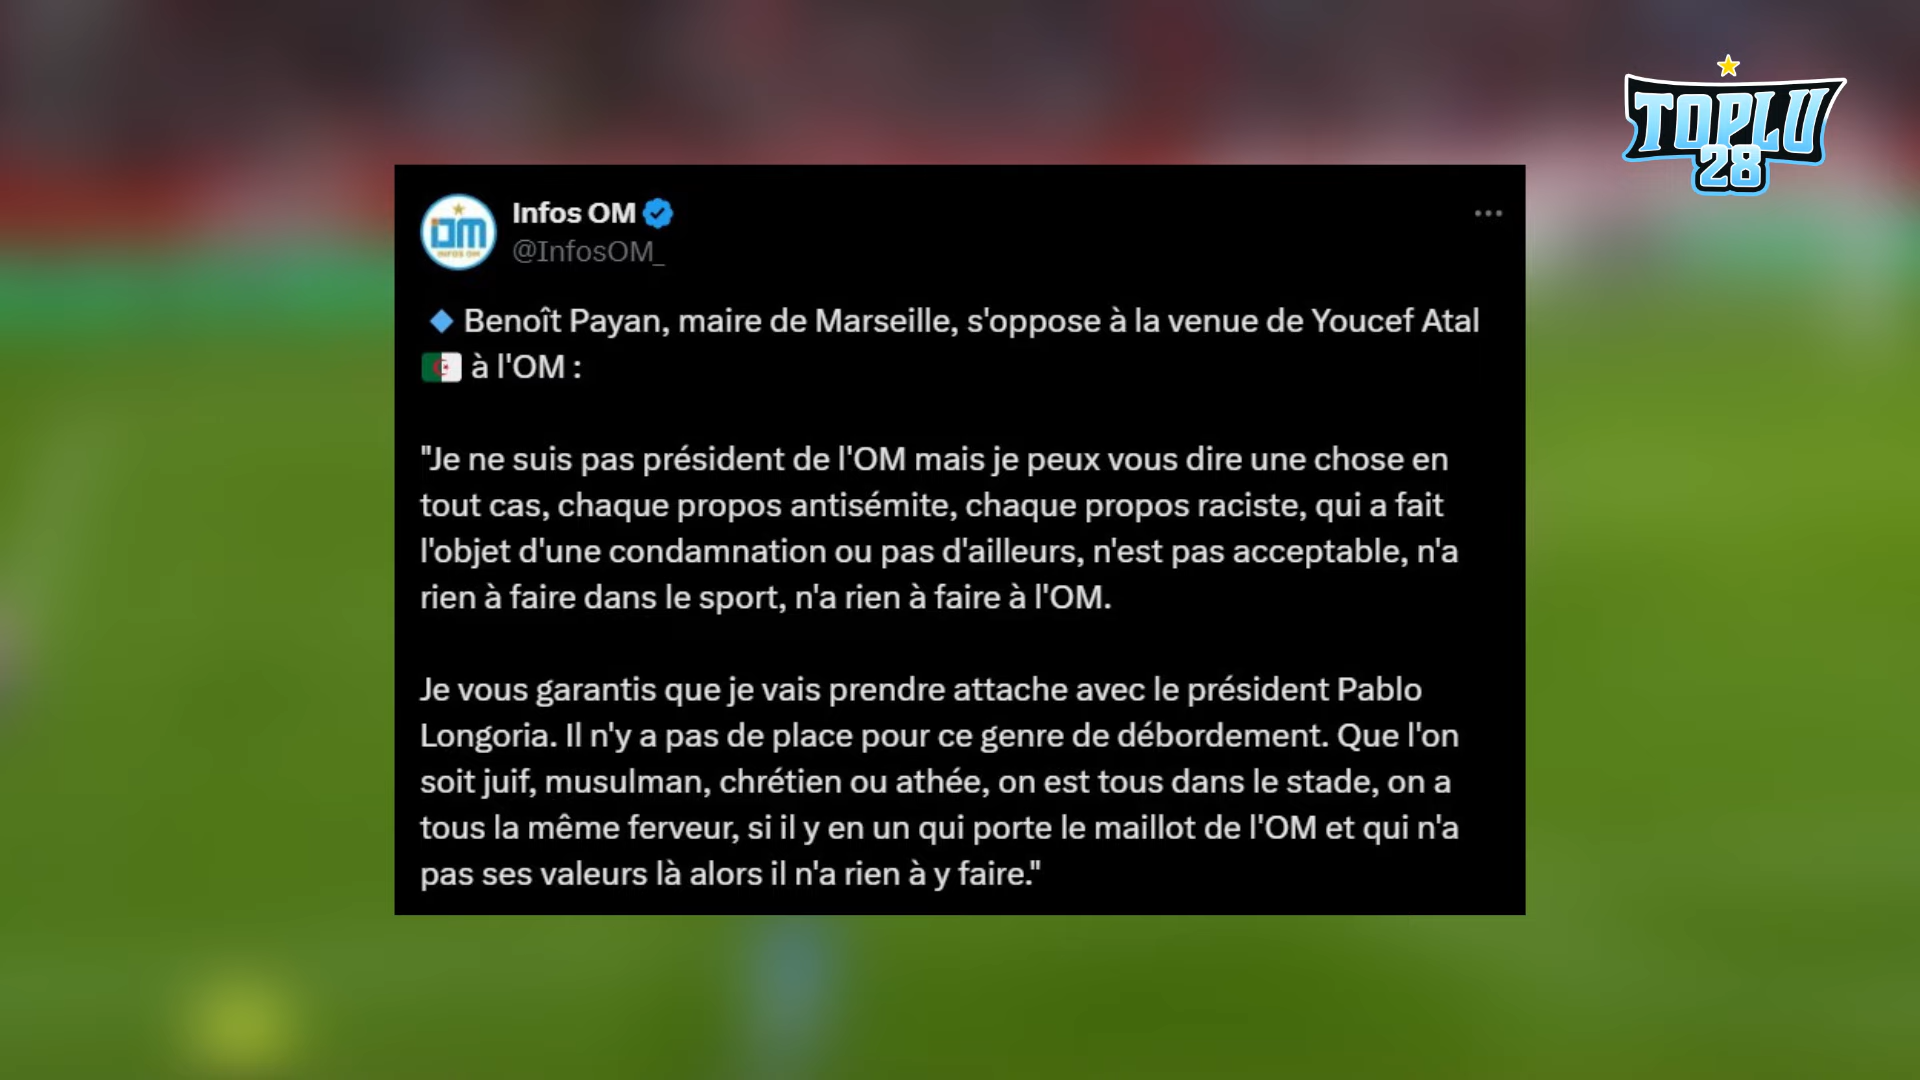 TOPLU
28
Infos OM
@InfosOM_
Benoît Payan, maire de Marseille, s'oppose à la venue de Youcef Atal
à l'OM :
"Je ne suis pas président de l'OM mais je peux vous dire une chose en
tout cas, chaque propos antisémite, chaque propos raciste, qui a fait
l'objet d'une condamnation ou pas d'ailleurs, n'est pas acceptable, n'a
rien à faire dans le sport, n'a rien à faire à l'OM.
Je vous garantis que je vais prendre attache avec le président Pablo
Longoria. Il n'y a pas de place pour ce genre de débordement. Que l'on
soit juif, musulman, chrétien ou athée, on est tous dans le stade, on a
tous la même ferveur, si il y en un qui porte le maillot de l'OM et qui n'a
pas ses valeurs là alors il n'a rien à y faire."
OM
INFOS OM